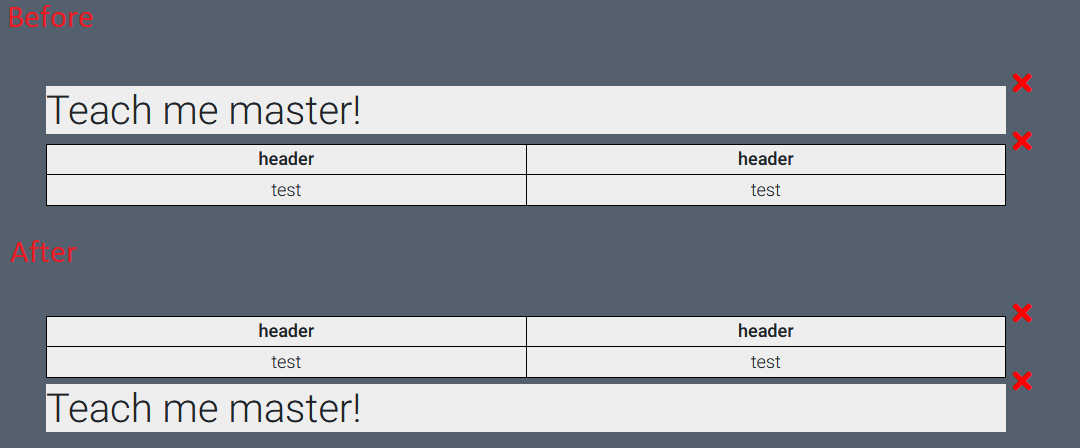 Before
Teach me master!
header header
test test
After
header header
test test
Teach me master!